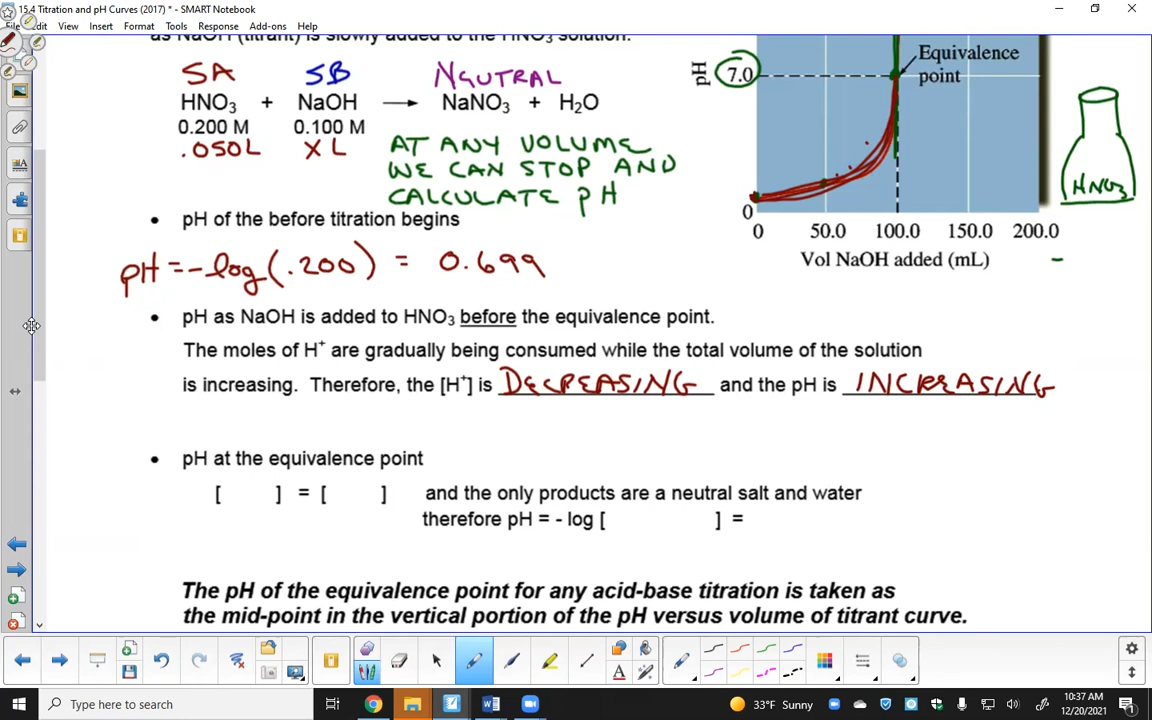 15.4 Titration and pH Curves (2017) * - SMART Notebook
File Edit View Insert Format Tools Response Add-ons Help
as NaOH (titrant) is slowly added to the HNO₃ solution.
SA SB NEUTRAL
HNO₃ + NaOH → NaNO₃ + H₂O
0.200 M 0.100 M
.050L X L
AT ANY VOLUME
WE CAN STOP AND
CALCULATE pH
pH
7.0
Equivalence
point
HNO₃
0
0 50.0 100.0 150.0 200.0
Vol NaOH added (mL)
• pH of the before titration begins
pH = -log(.200) = 0.699
• pH as NaOH is added to HNO₃ before the equivalence point.
The moles of H⁺ are gradually being consumed while the total volume of the solution
is increasing. Therefore, the [H⁺] is DECREASING and the pH is INCREASING
• pH at the equivalence point
[ ] = [ ] and the only products are a neutral salt and water
therefore pH = - log [ ] =
The pH of the equivalence point for any acid-base titration is taken as
the mid-point in the vertical portion of the pH versus volume of titrant curve.
Type here to search
33°F Sunny
10:37 AM
12/20/2021